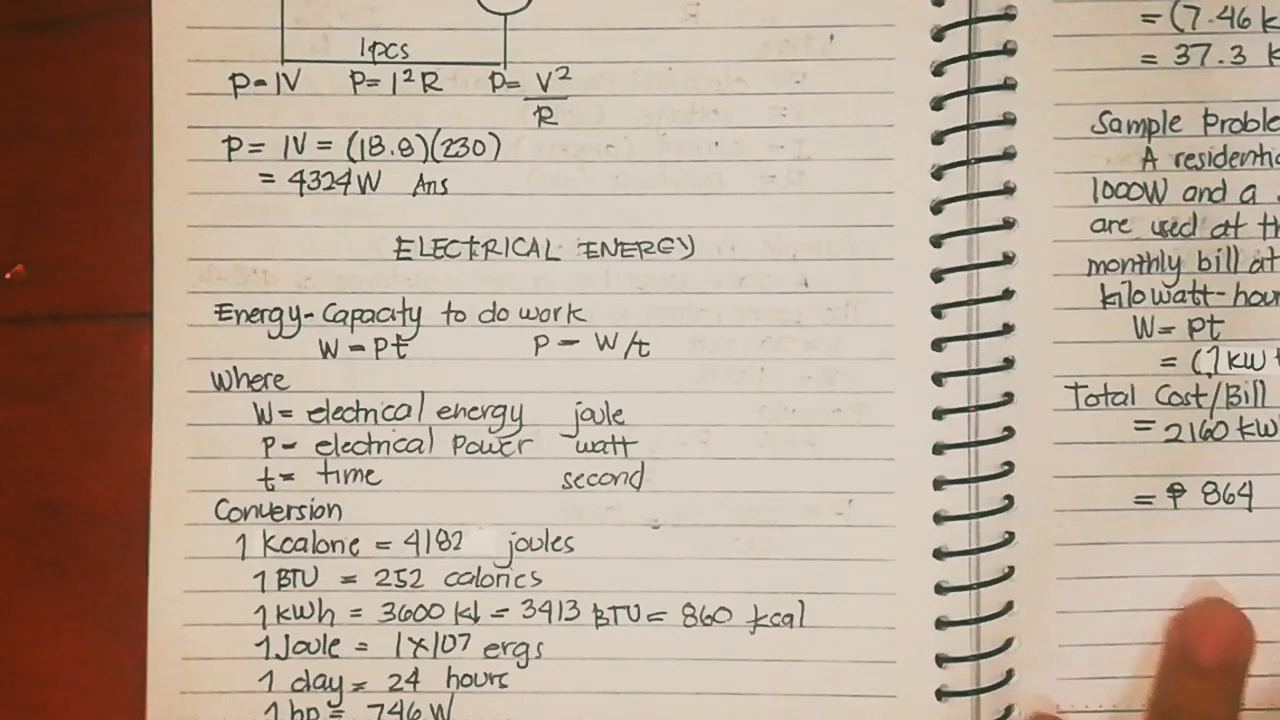 1pcs
P=IV P=I²R P=V²/R
P= IV = (18.8)(230)
= 4324W Ans
ELECTRICAL ENERGY
Energy-Capacity to do work
W=Pt P=W/t
Where
W= electrical energy joule
P= electrical Power watt
t= time second
Conversion
1 Kcalorie = 4182 joules
1 BTU = 252 calories
1 kwh = 3600 kJ = 3413 BTU = 860 kcal
1 Joule = 1x107 ergs
1 day = 24 hours
1 hp = 746 W
= (7.46 k
= 37.3 k
Sample Proble
A residentia
1000W and a
are used at th
monthly bill at
kilowatt-hour
W= Pt
= (1 kw
Total Cost/Bill
= 2160 kw
= ₱ 864